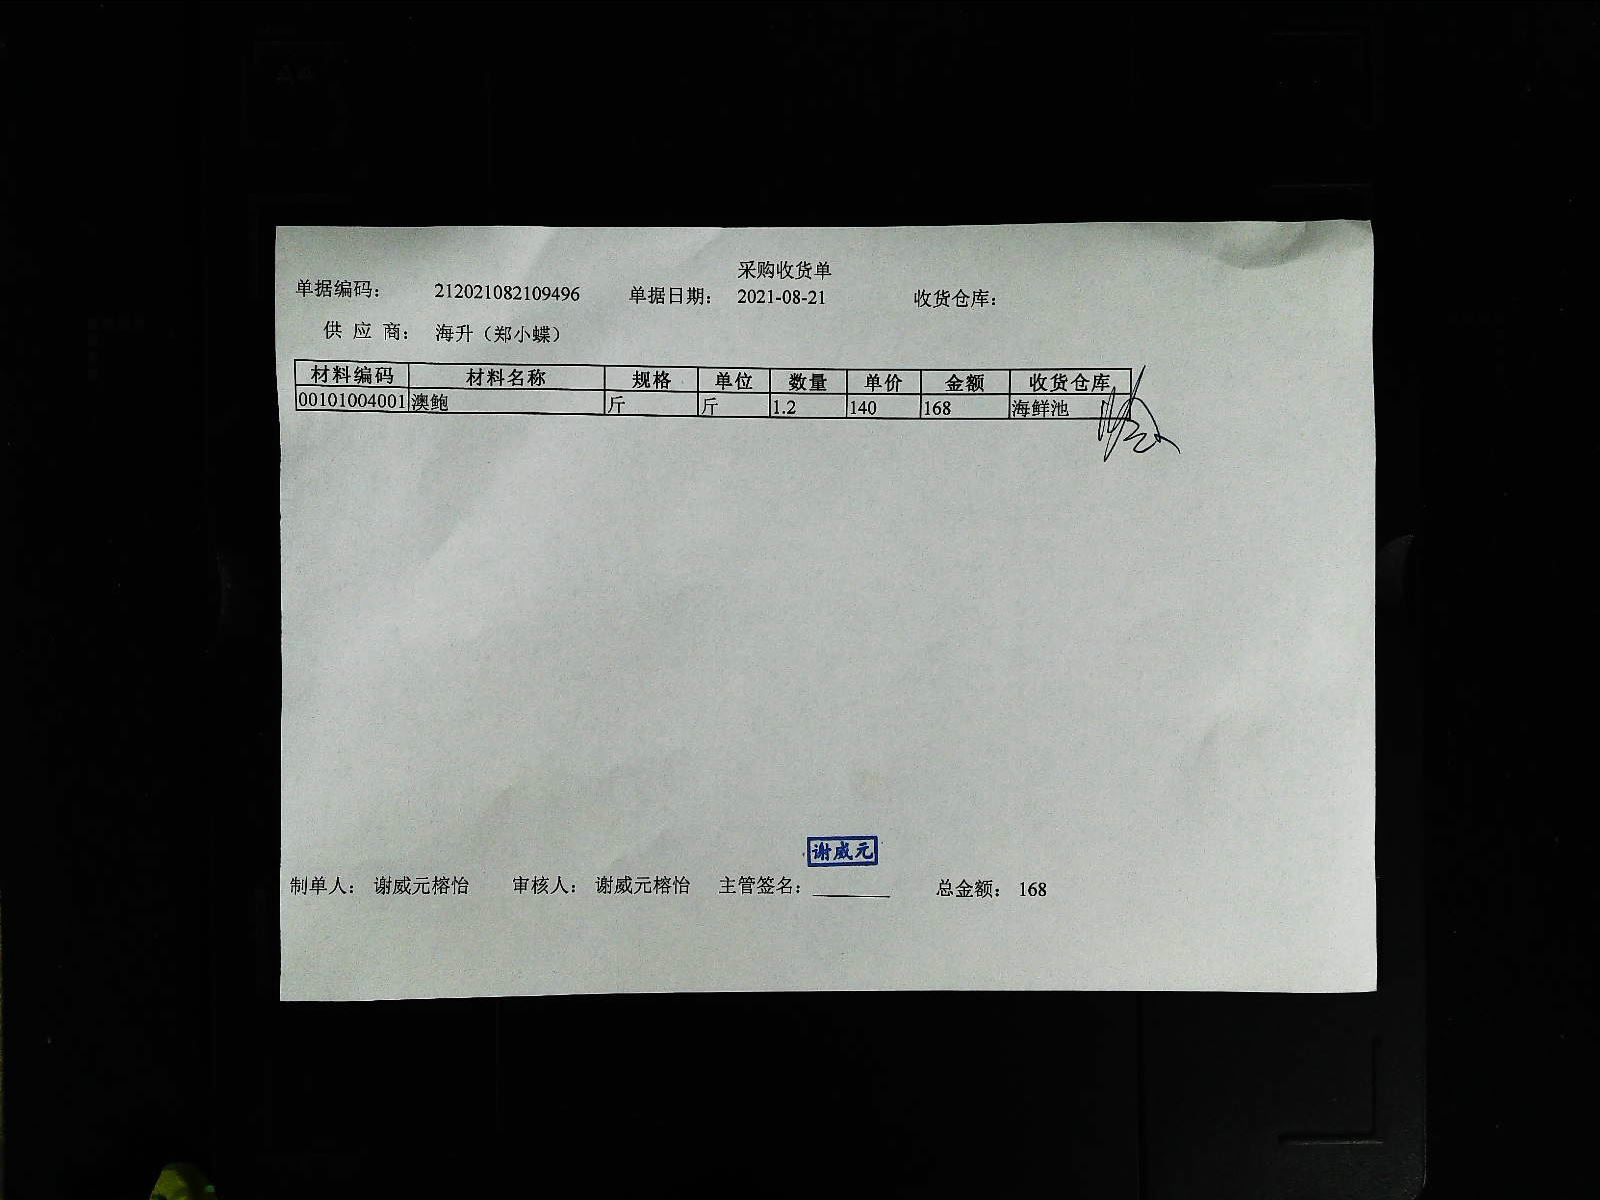 采购收货单
单据编码： 212021082109496 单据日期： 2021-08-21 收货仓库：
供 应 商： 海升（郑小蝶）
材料编码 材料名称 规格 单位 数量 单价 金额 收货仓库
00101004001 澳鲍 斤 斤 1.2 140 168 海鲜池
谢威元
制单人： 谢威元榕怡 审核人： 谢威元榕怡 主管签名： 总金额： 168